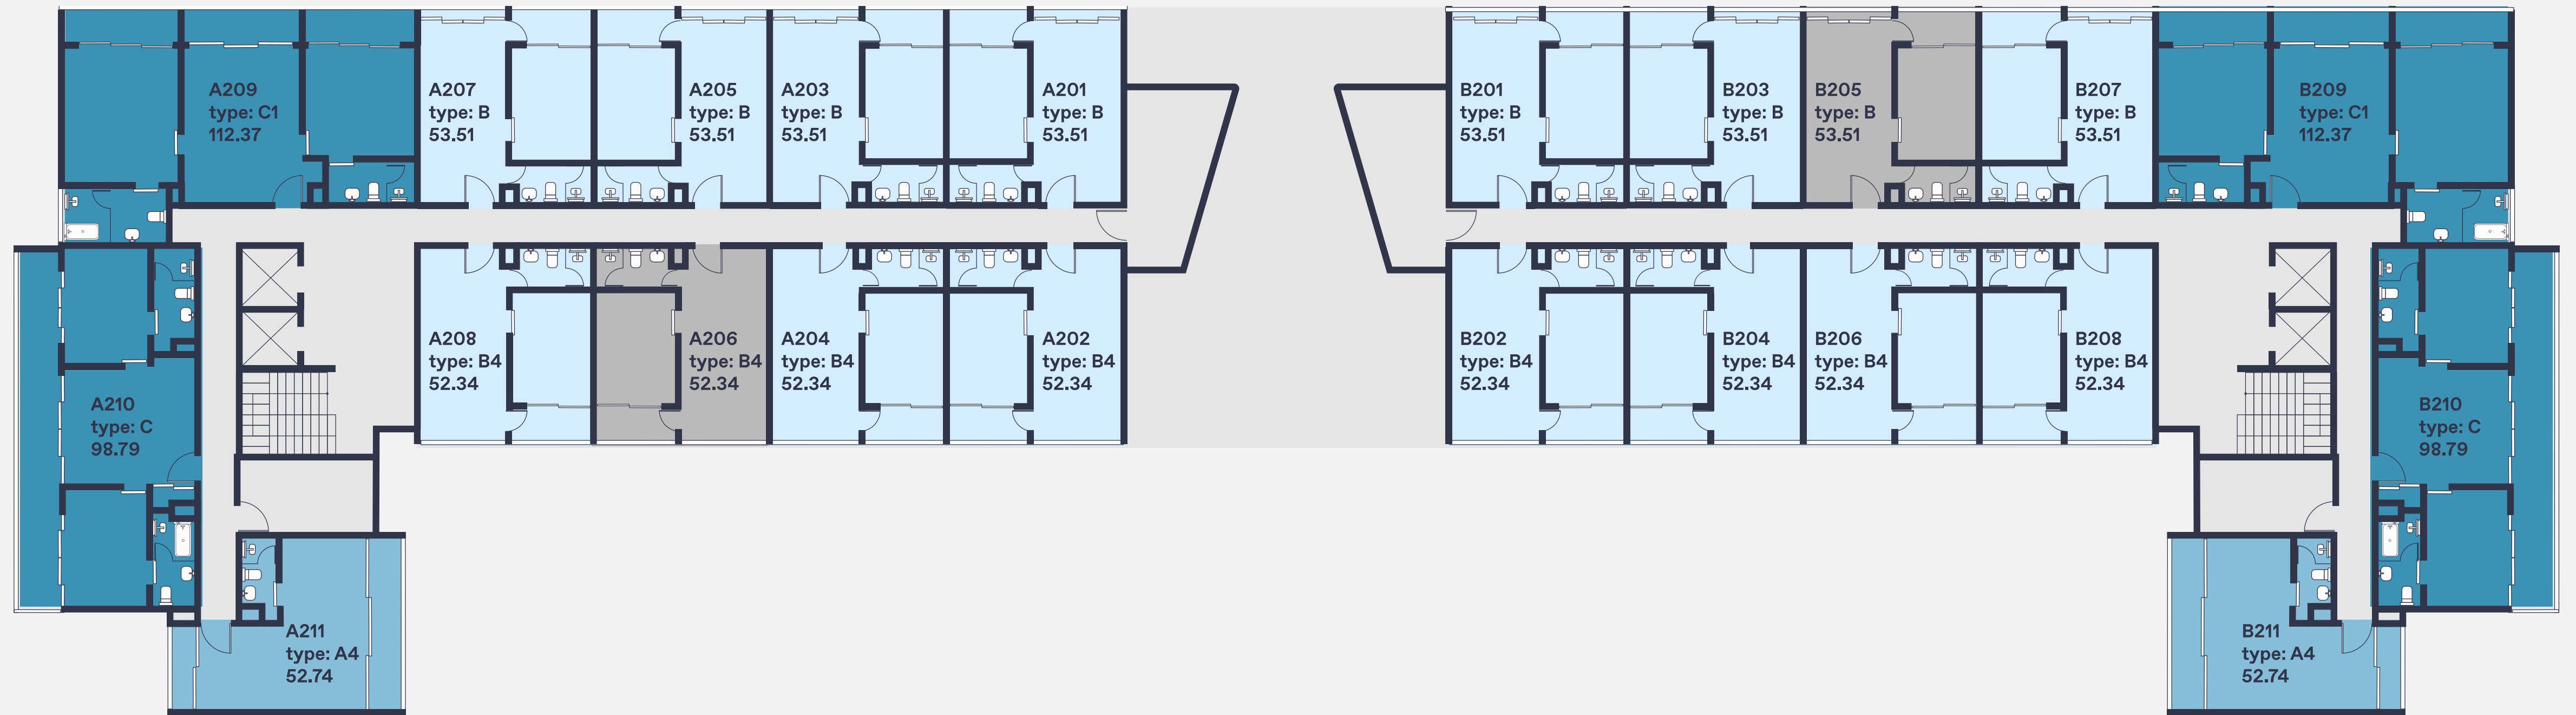 A209
type: C1
112.37
A207
type: B
53.51
A205
type: B
53.51
A203
type: B
53.51
A201
type: B
53.51
B201
type: B
53.51
B203
type: B
53.51
B205
type: B
53.51
B207
type: B
53.51
B209
type: C1
112.37
A208
type: B4
52.34
A206
type: B4
52.34
A204
type: B4
52.34
A202
type: B4
52.34
B202
type: B4
52.34
B204
type: B4
52.34
B206
type: B4
52.34
B208
type: B4
52.34
A210
type: C
98.79
B210
type: C
98.79
A211
type: A4
52.74
B211
type: A4
52.74